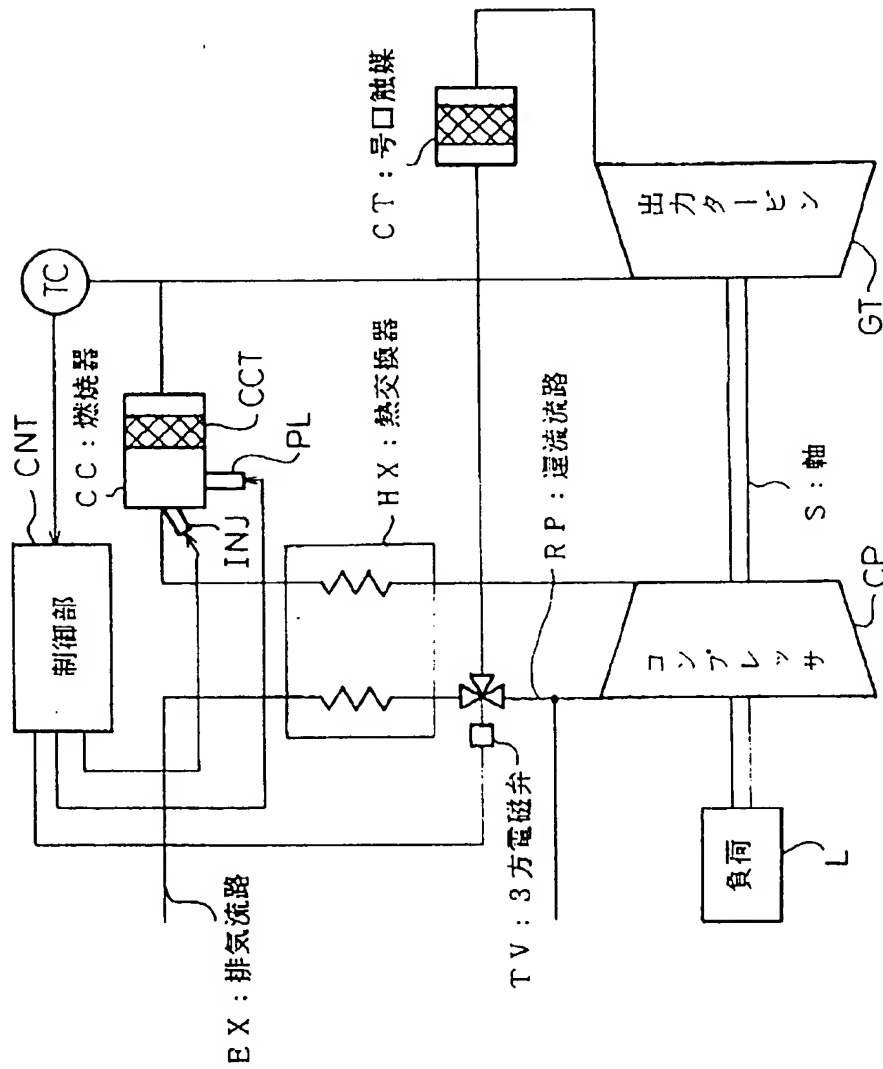 TC
CNT
制御部
CC:燃焼器
CCT
PL
INJ
HX:熱交換器
CT:号口触媒
出力タービン
GT
EX:排気流路
TV:3方電磁弁
RP:還流流路
S:軸
コンプレッサ
CP
負荷
L